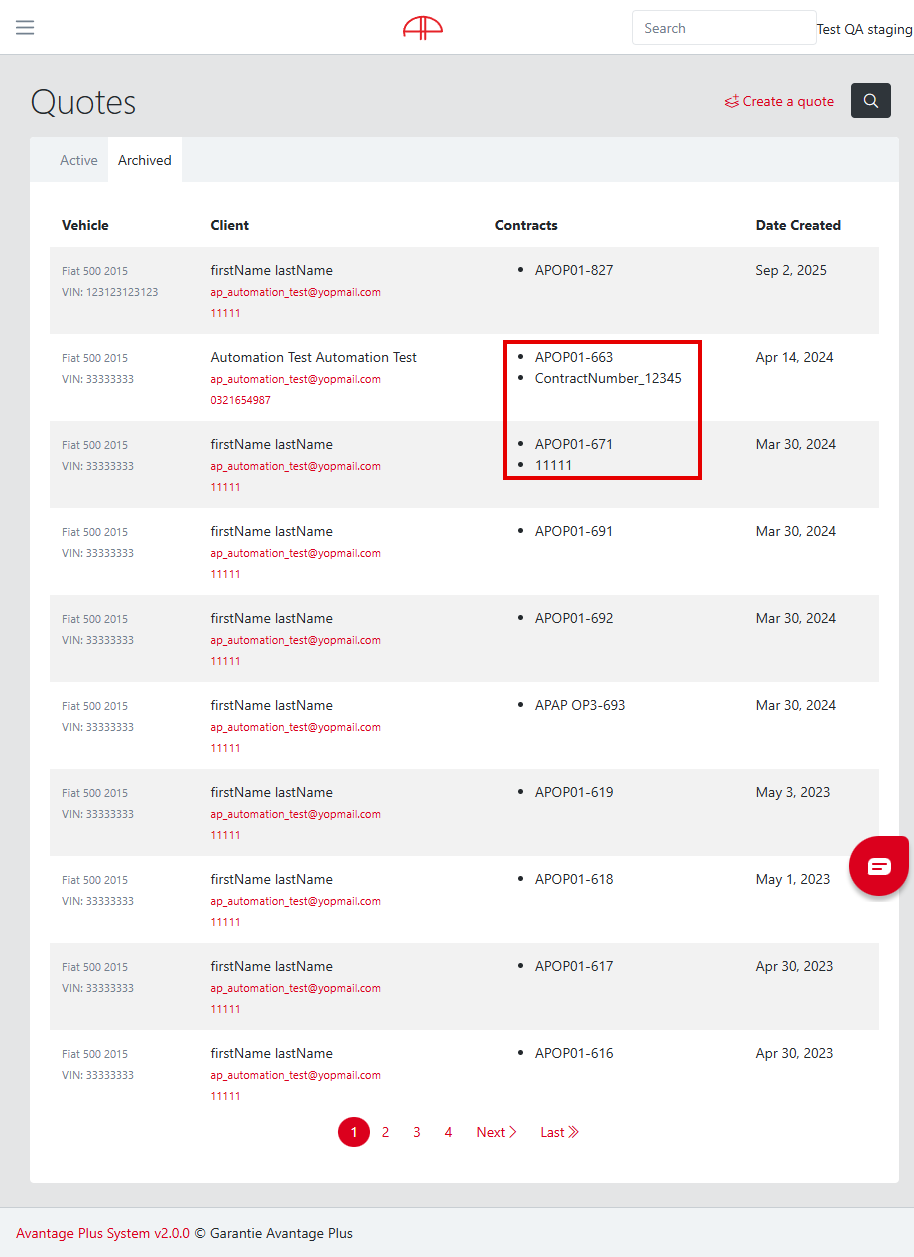 Search
Test QA staging
Quotes
Create a quote
Active
Archived
Vehicle Client Contracts Date Created
Fiat 500 2015
VIN: 123123123123
firstName lastName
ap_automation_test@yopmail.com
11111
APOP01-827
Sep 2, 2025
Fiat 500 2015
VIN: 33333333
Automation Test Automation Test
ap_automation_test@yopmail.com
0321654987
APOP01-663
ContractNumber_12345
Apr 14, 2024
Fiat 500 2015
VIN: 33333333
firstName lastName
ap_automation_test@yopmail.com
11111
APOP01-671
11111
Mar 30, 2024
Fiat 500 2015
VIN: 33333333
firstName lastName
ap_automation_test@yopmail.com
11111
APOP01-691
Mar 30, 2024
Fiat 500 2015
VIN: 33333333
firstName lastName
ap_automation_test@yopmail.com
11111
APOP01-692
Mar 30, 2024
Fiat 500 2015
VIN: 33333333
firstName lastName
ap_automation_test@yopmail.com
11111
APAP OP3-693
Mar 30, 2024
Fiat 500 2015
VIN: 33333333
firstName lastName
ap_automation_test@yopmail.com
11111
APOP01-619
May 3, 2023
Fiat 500 2015
VIN: 33333333
firstName lastName
ap_automation_test@yopmail.com
11111
APOP01-618
May 1, 2023
Fiat 500 2015
VIN: 33333333
firstName lastName
ap_automation_test@yopmail.com
11111
APOP01-617
Apr 30, 2023
Fiat 500 2015
VIN: 33333333
firstName lastName
ap_automation_test@yopmail.com
11111
APOP01-616
Apr 30, 2023
1 2 3 4 Next Last
Avantage Plus System v2.0.0 © Garantie Avantage Plus